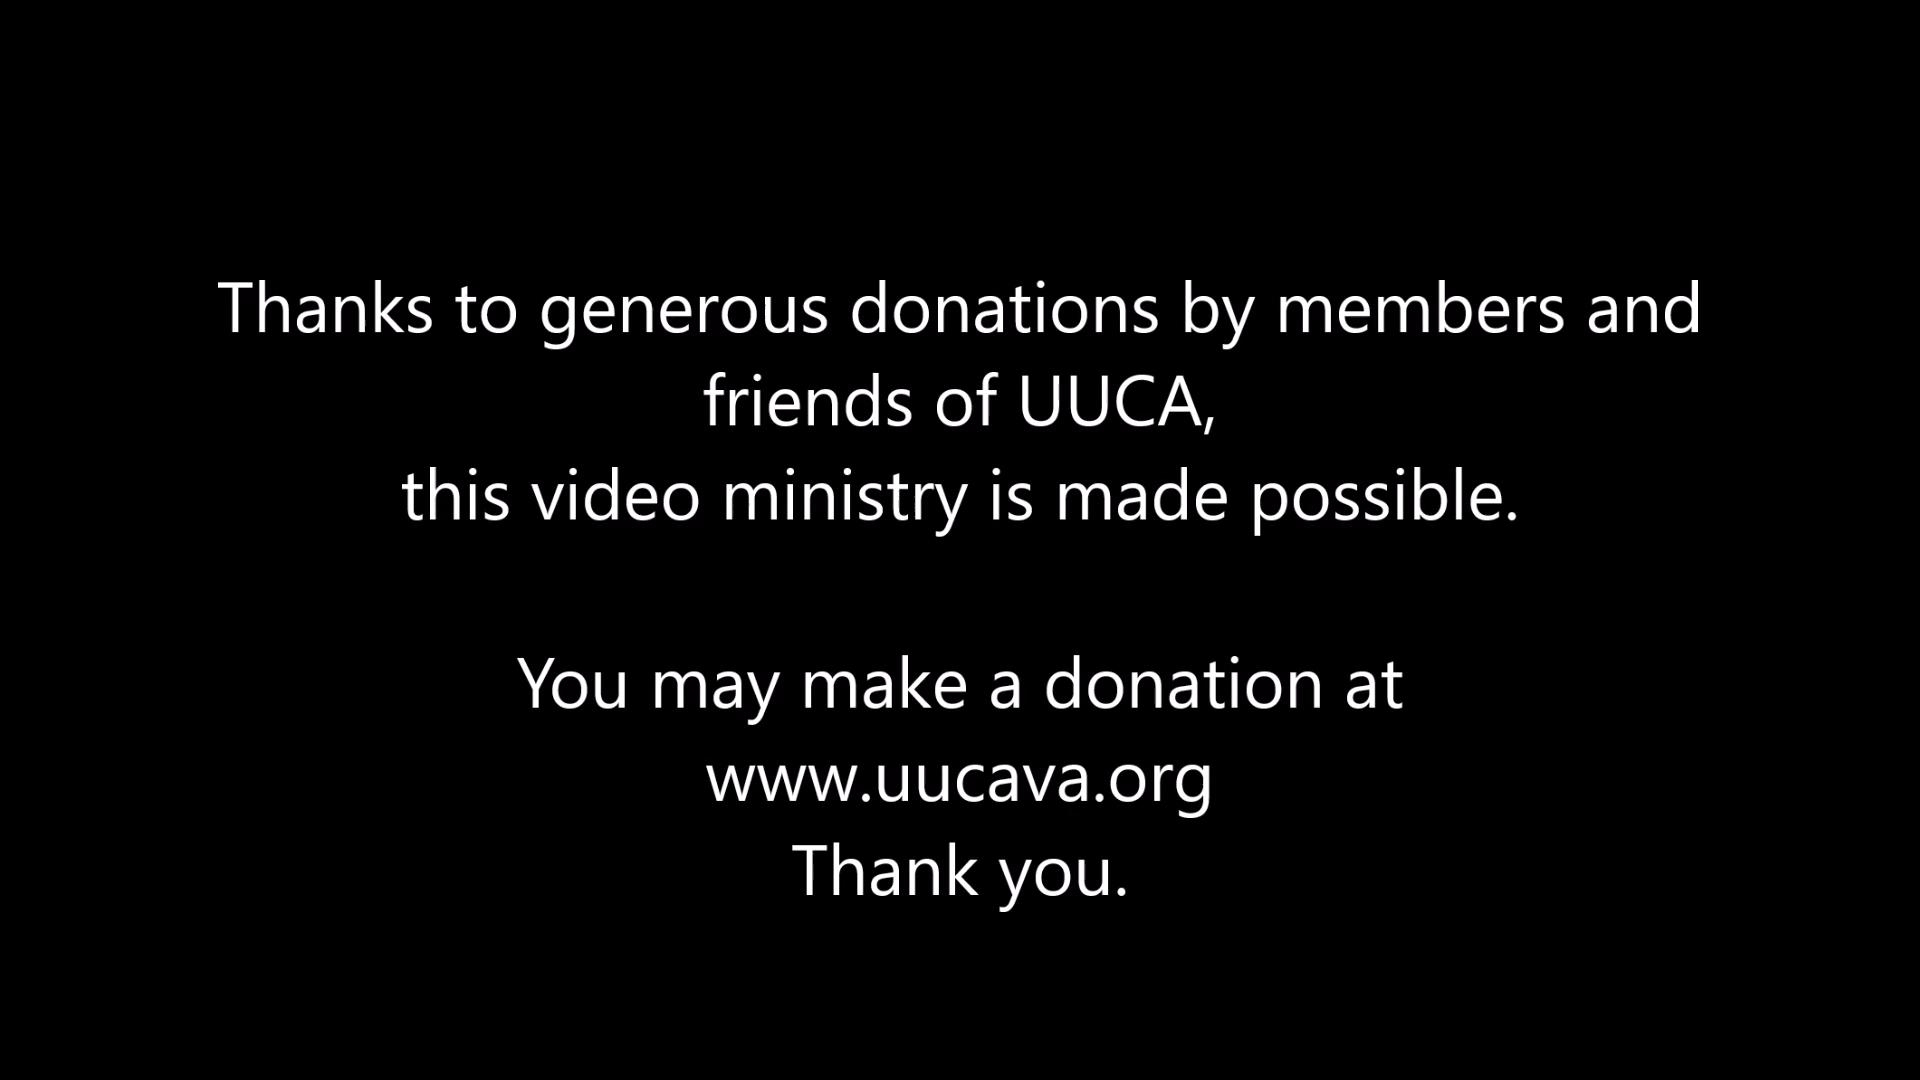 Thanks to generous donations by members and
friends of UUCA,
this video ministry is made possible.
You may make a donation at
www.uucava.org
Thank you.